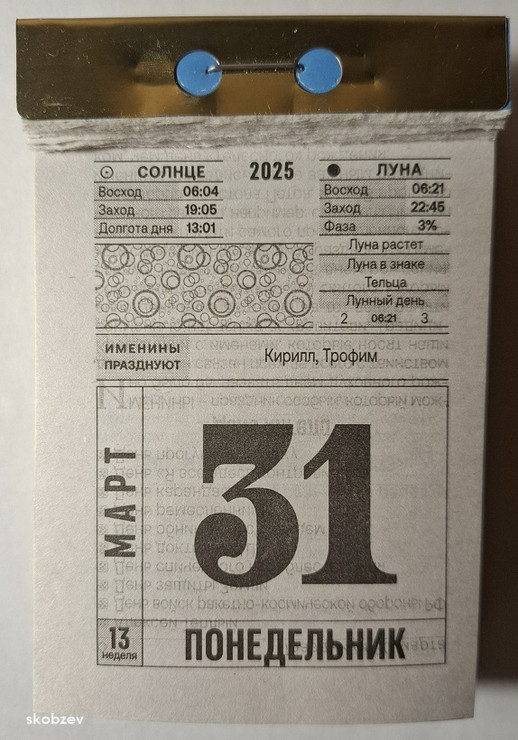 СОЛНЦЕ
Восход 06:04
Заход 19:05
Долгота дня 13:01
2025
ЛУНА
Восход 06:21
Заход 22:45
Фаза 3%
Луна растет
Луна в знаке
Тельца
Лунный день
2 06:21 3
ИМЕНИНЫ
ПРАЗДНУЮТ
Кирилл, Трофим
МАРТ
31
13
неделя
ПОНЕДЕЛЬНИК
skobzev